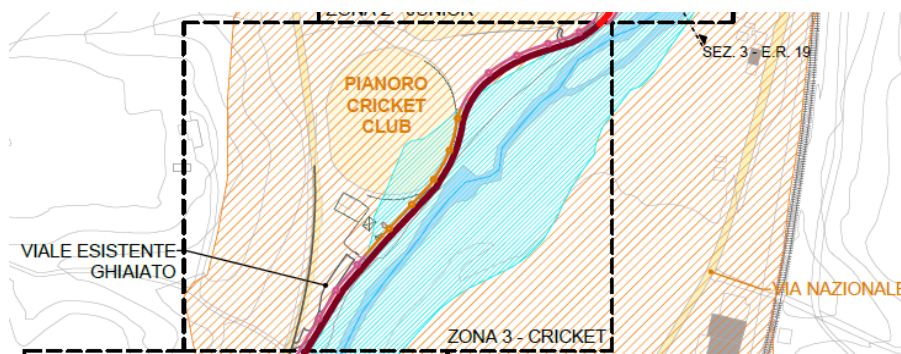 ZONA 2 - JUNIOR
SEZ. 3 - E.R. 19
PIANORO
CRICKET
CLUB
VIALE ESISTENTE
GHIAIATO
VIA NAZIONALE
ZONA 3 - CRICKET